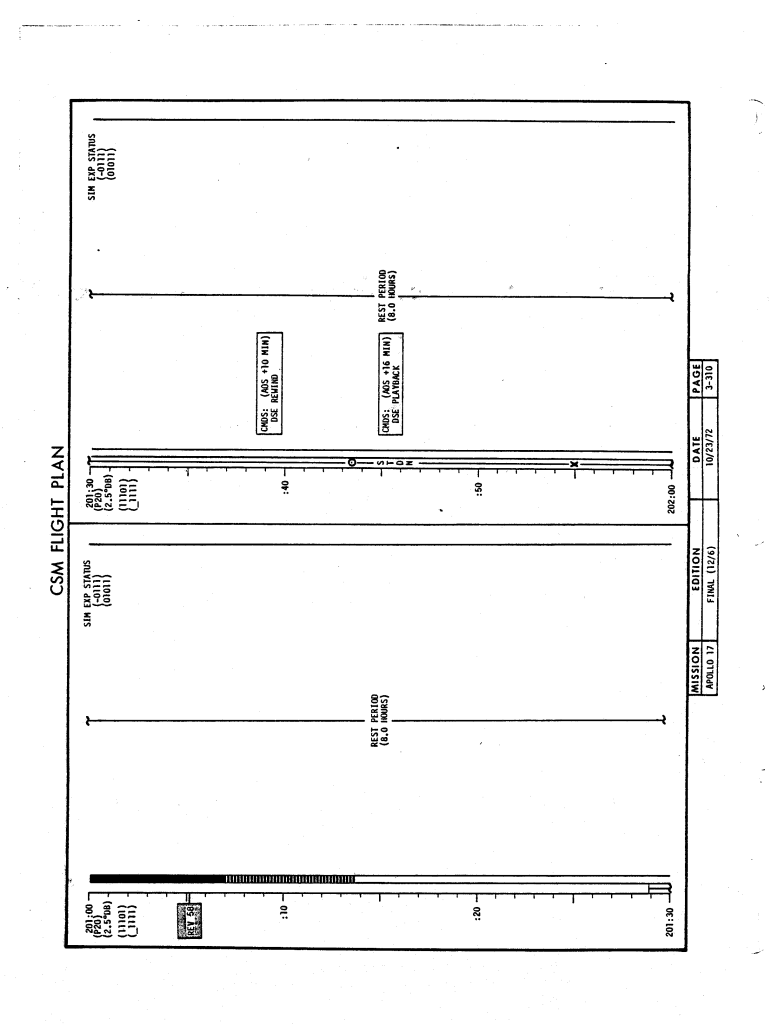 CSM FLIGHT PLAN
201:00
(P20)
(2.5°DB)
(11101)
(_1111)
REV 58
:10
:20
201:30
REST PERIOD
(8.0 HOURS)
SIM EXP STATUS
(-0111)
(01011)
201:30
(P20)
(2.5°DB)
(11101)
(_1111)
:40
:50
202:00
S T D N
CMDS: (AOS +10 MIN)
DSE REWIND
CMDS: (AOS +16 MIN)
DSE PLAYBACK
REST PERIOD
(8.0 HOURS)
SIM EXP STATUS
(-0111)
(01011)
MISSION EDITION DATE PAGE
APOLLO 17 FINAL (12/6) 10/23/72 3-310